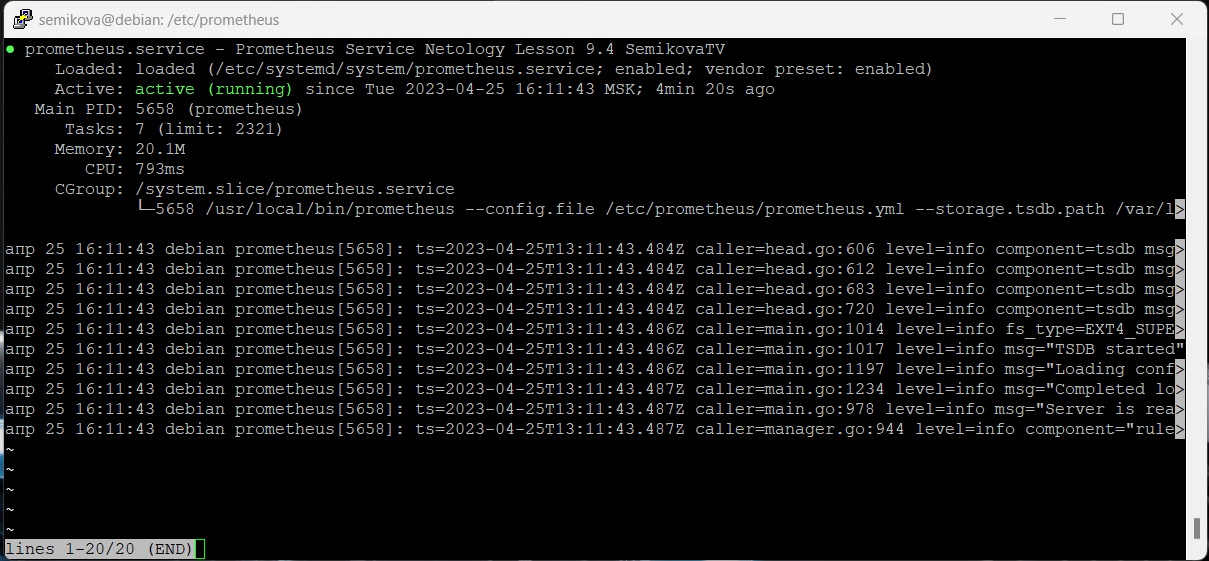 semikova@debian: /etc/prometheus
● prometheus.service - Prometheus Service Netology Lesson 9.4 SemikovaTV
Loaded: loaded (/etc/systemd/system/prometheus.service; enabled; vendor preset: enabled)
Active: active (running) since Tue 2023-04-25 16:11:43 MSK; 4min 20s ago
Main PID: 5658 (prometheus)
Tasks: 7 (limit: 2321)
Memory: 20.1M
CPU: 793ms
CGroup: /system.slice/prometheus.service
└─5658 /usr/local/bin/prometheus --config.file /etc/prometheus/prometheus.yml --storage.tsdb.path /var/l>
апр 25 16:11:43 debian prometheus[5658]: ts=2023-04-25T13:11:43.484Z caller=head.go:606 level=info component=tsdb msg>
апр 25 16:11:43 debian prometheus[5658]: ts=2023-04-25T13:11:43.484Z caller=head.go:612 level=info component=tsdb msg>
апр 25 16:11:43 debian prometheus[5658]: ts=2023-04-25T13:11:43.484Z caller=head.go:683 level=info component=tsdb msg>
апр 25 16:11:43 debian prometheus[5658]: ts=2023-04-25T13:11:43.484Z caller=head.go:720 level=info component=tsdb msg>
апр 25 16:11:43 debian prometheus[5658]: ts=2023-04-25T13:11:43.486Z caller=main.go:1014 level=info fs_type=EXT4_SUPE>
апр 25 16:11:43 debian prometheus[5658]: ts=2023-04-25T13:11:43.486Z caller=main.go:1017 level=info msg="TSDB started"
апр 25 16:11:43 debian prometheus[5658]: ts=2023-04-25T13:11:43.486Z caller=main.go:1197 level=info msg="Loading conf>
апр 25 16:11:43 debian prometheus[5658]: ts=2023-04-25T13:11:43.487Z caller=main.go:1234 level=info msg="Completed lo>
апр 25 16:11:43 debian prometheus[5658]: ts=2023-04-25T13:11:43.487Z caller=main.go:978 level=info msg="Server is rea>
апр 25 16:11:43 debian prometheus[5658]: ts=2023-04-25T13:11:43.487Z caller=manager.go:944 level=info component="rule>
~
~
~
~
~
lines 1-20/20 (END)